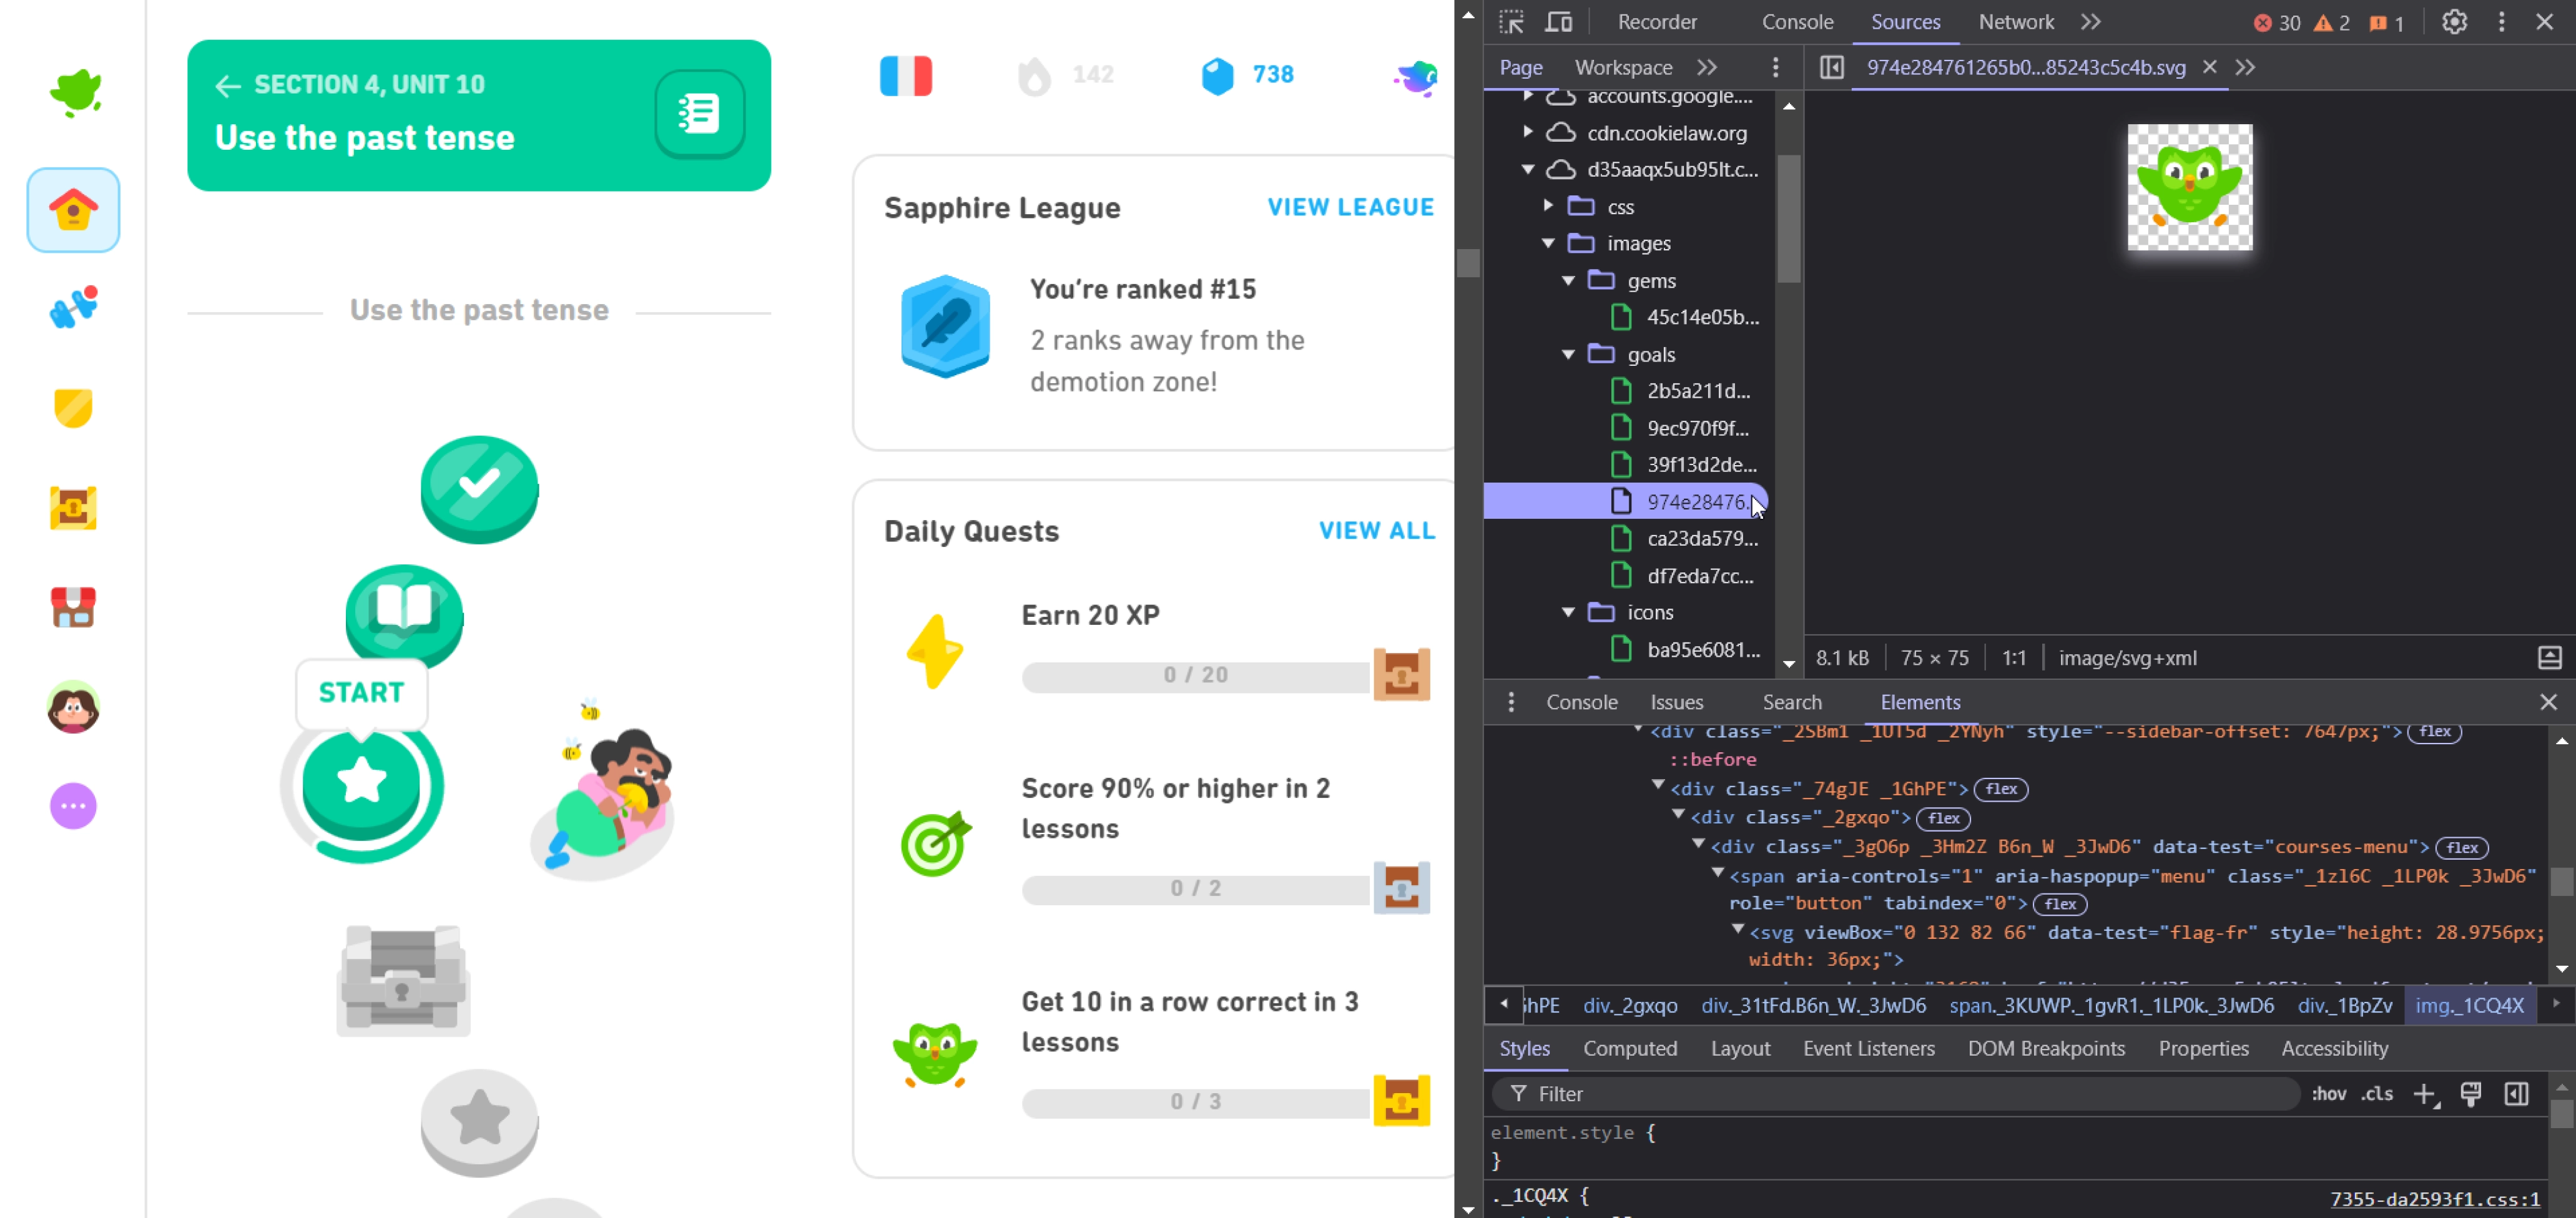 ← SECTION 4, UNIT 10
Use the past tense
Use the past tense
START
142
738
Sapphire League
VIEW LEAGUE
You're ranked #15
2 ranks away from the
demotion zone!
Daily Quests
VIEW ALL
Earn 20 XP
0 / 20
Score 90% or higher in 2
lessons
0 / 2
Get 10 in a row correct in 3
lessons
0 / 3
Recorder Console Sources Network 30 2 1
Page Workspace
974e284761265b0...85243c5c4b.svg
accounts.google....
cdn.cookielaw.org
d35aaqx5ub95lt.c...
css
images
gems
45c14e05b...
goals
2b5a211d...
9ec970f9f...
39f13d2de...
974e28476.
ca23da579...
df7eda7cc...
icons
ba95e6081...
8.1 kB 75 × 75 1:1 image/svg+xml
Console Issues Search Elements
<div class="_25Bm1 _1UT5d _2YNyh" style="--sidebar-offset: 7647px;"> flex
::before
<div class="_74gJE _1GhPE"> flex
<div class="_2gxqo"> flex
<div class="_3gO6p _3Hm2Z B6n_W _3JwD6" data-test="courses-menu"> flex
<span aria-controls="1" aria-haspopup="menu" class="_1zl6C _1LP0k _3JwD6"
role="button" tabindex="0"> flex
<svg viewBox="0 132 82 66" data-test="flag-fr" style="height: 28.9756px;
width: 36px;">
hPE div._2gxqo div._31tFd.B6n_W._3JwD6 span._3KUWP._1gvR1._1LP0k._3JwD6 div._1BpZv img._1CQ4X
Styles Computed Layout Event Listeners DOM Breakpoints Properties Accessibility
Filter :hov .cls
element.style {
}
._1CQ4X {
7355-da2593f1.css:1